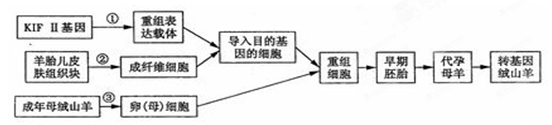 KIF Ⅱ基因
①
重组表
达载体
羊胎儿皮
肤组织块
②
成纤维细胞
导入目的基
因的细胞
成年母绒山羊
③
卵(母)细胞
重组
细胞
早期
胚胎
代孕
母羊
转基因
绒山羊